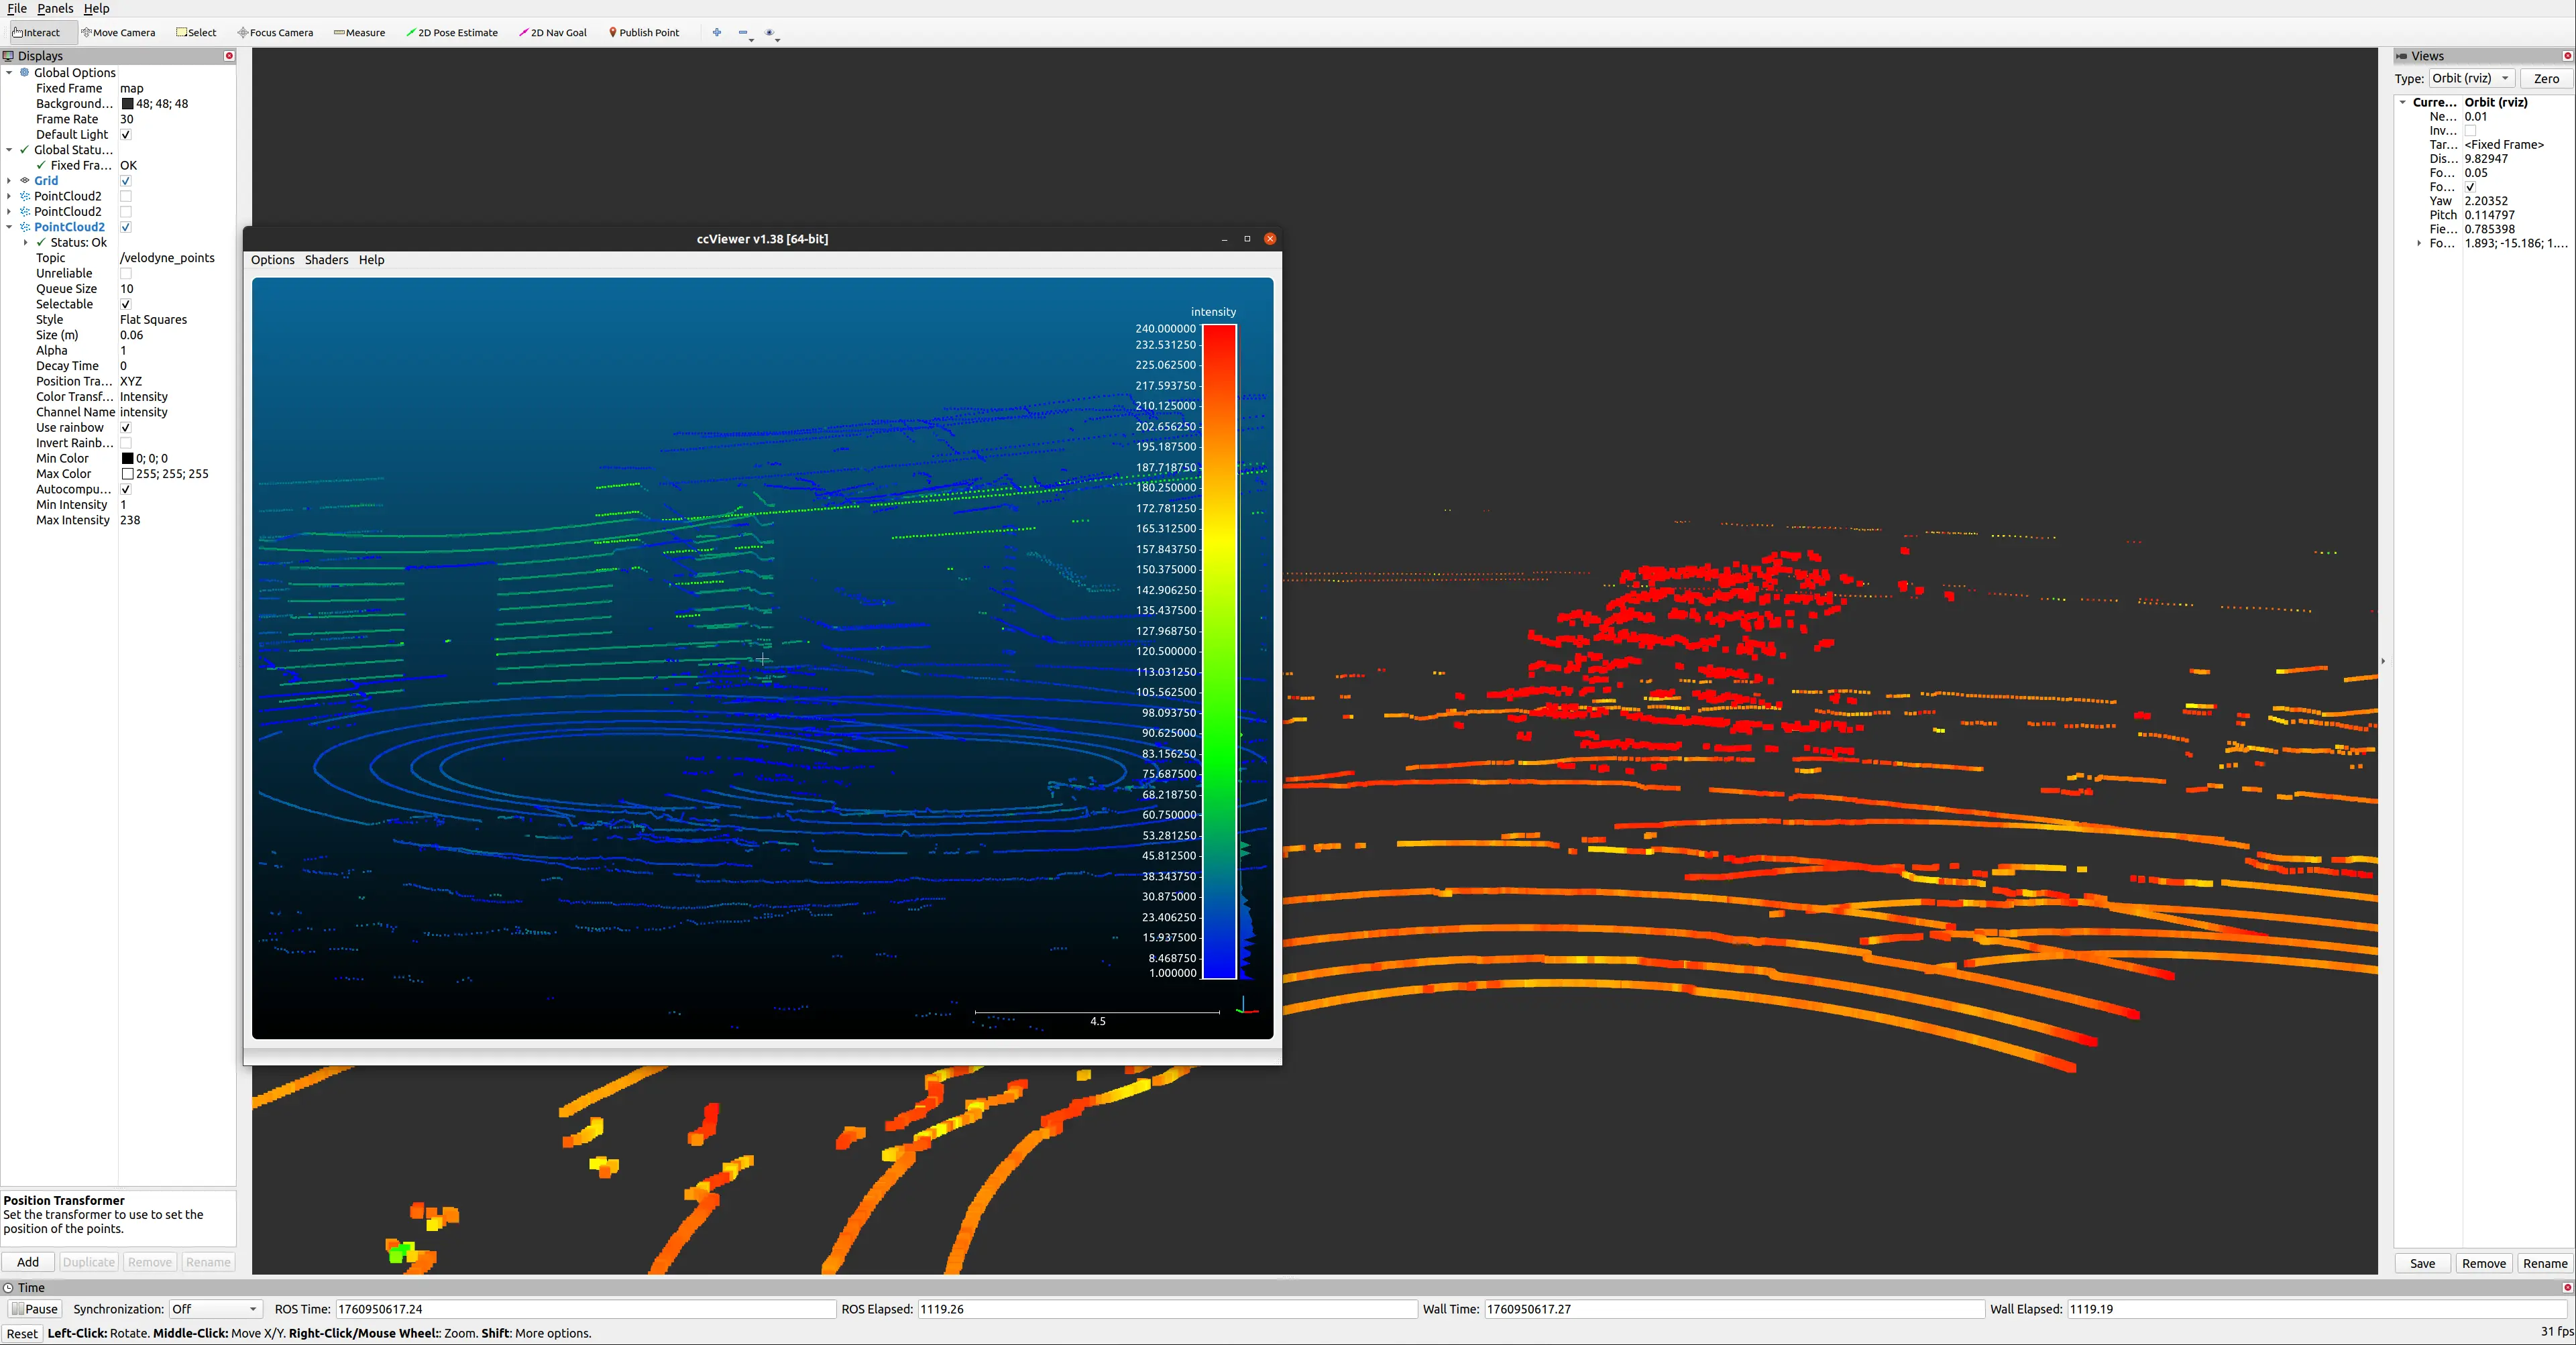 File Panels Help
Interact Move Camera Select Focus Camera Measure 2D Pose Estimate 2D Nav Goal Publish Point
Displays
Global Options
Fixed Frame map
Background... 48; 48; 48
Frame Rate 30
Default Light
Global Statu...
Fixed Fra... OK
Grid
PointCloud2
PointCloud2
PointCloud2
Status: Ok
Topic /velodyne_points
Unreliable
Queue Size 10
Selectable
Style Flat Squares
Size (m) 0.06
Alpha 1
Decay Time 0
Position Tra... XYZ
Color Transf... Intensity
Channel Name intensity
Use rainbow
Invert Rainb...
Min Color 0; 0; 0
Max Color 255; 255; 255
Autocompu...
Min Intensity 1
Max Intensity 238
Position Transformer
Set the transformer to use to set the
position of the points.
Add Duplicate Remove Rename
ccViewer v1.38 [64-bit]
Options Shaders Help
intensity
240.000000
232.531250
225.062500
217.593750
210.125000
202.656250
195.187500
187.718750
180.250000
172.781250
165.312500
157.843750
150.375000
142.906250
135.437500
127.968750
120.500000
113.031250
105.562500
98.093750
90.625000
83.156250
75.687500
68.218750
60.750000
53.281250
45.812500
38.343750
30.875000
23.406250
15.937500
8.468750
1.000000
4.5
Views
Type: Orbit (rviz) Zero
Curre... Orbit (rviz)
Ne... 0.01
Inv...
Tar... <Fixed Frame>
Dis... 9.82947
Fo... 0.05
Fo...
Yaw 2.20352
Pitch 0.114797
Fie... 0.785398
Fo... 1.893; -15.186; 1....
Save Remove Rename
Time
Pause Synchronization: Off ROS Time: 1760950617.24 ROS Elapsed: 1119.26 Wall Time: 1760950617.27 Wall Elapsed: 1119.19
Reset Left-Click: Rotate. Middle-Click: Move X/Y. Right-Click/Mouse Wheel:: Zoom. Shift: More options. 31 fps